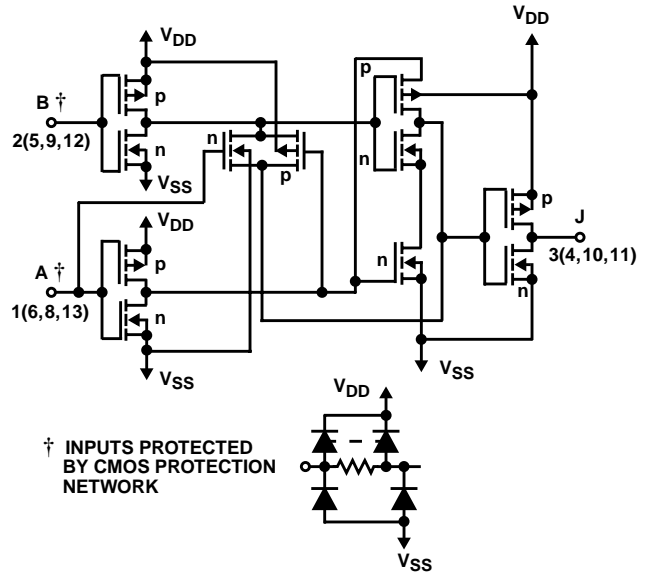 VDD
VDD
B †
p
p
2(5,9,12)
n
n
n
p
VSS
p
J
VDD
3(4,10,11)
A †
p
n
n
1(6,8,13)
n
VSS
VSS
VDD
† INPUTS PROTECTED
BY CMOS PROTECTION
NETWORK
VSS